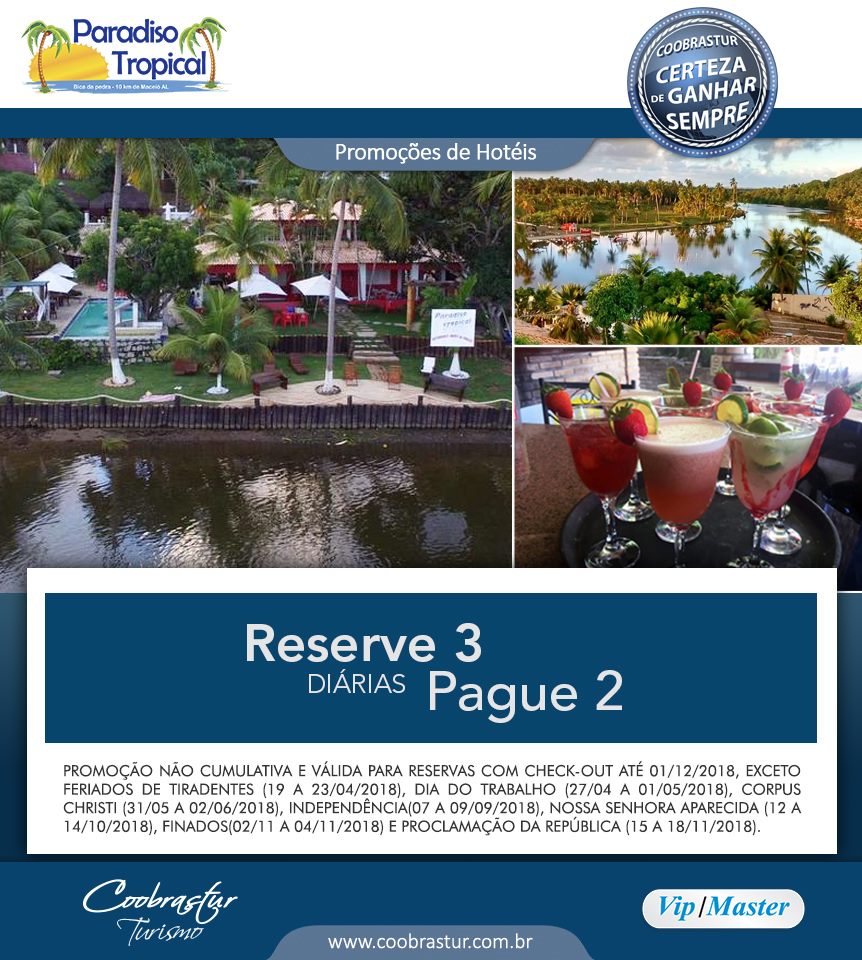 Paradiso
Tropical
Bica da pedra - 10 km de Maceió AL
COOBRASTUR
CERTEZA
DE GANHAR
SEMPRE
Promoções de Hotéis
Paradiso
Tropical
Reserve 3
DIÁRIAS Pague 2
PROMOÇÃO NÃO CUMULATIVA E VÁLIDA PARA RESERVAS COM CHECK-OUT ATÉ 01/12/2018, EXCETO
FERIADOS DE TIRADENTES (19 A 23/04/2018), DIA DO TRABALHO (27/04 A 01/05/2018), CORPUS
CHRISTI (31/05 A 02/06/2018), INDEPENDÊNCIA(07 A 09/09/2018), NOSSA SENHORA APARECIDA (12 A
14/10/2018), FINADOS(02/11 A 04/11/2018) E PROCLAMAÇÃO DA REPÚBLICA (15 A 18/11/2018).
Coobrastur
Turismo
Vip/Master
www.coobrastur.com.br